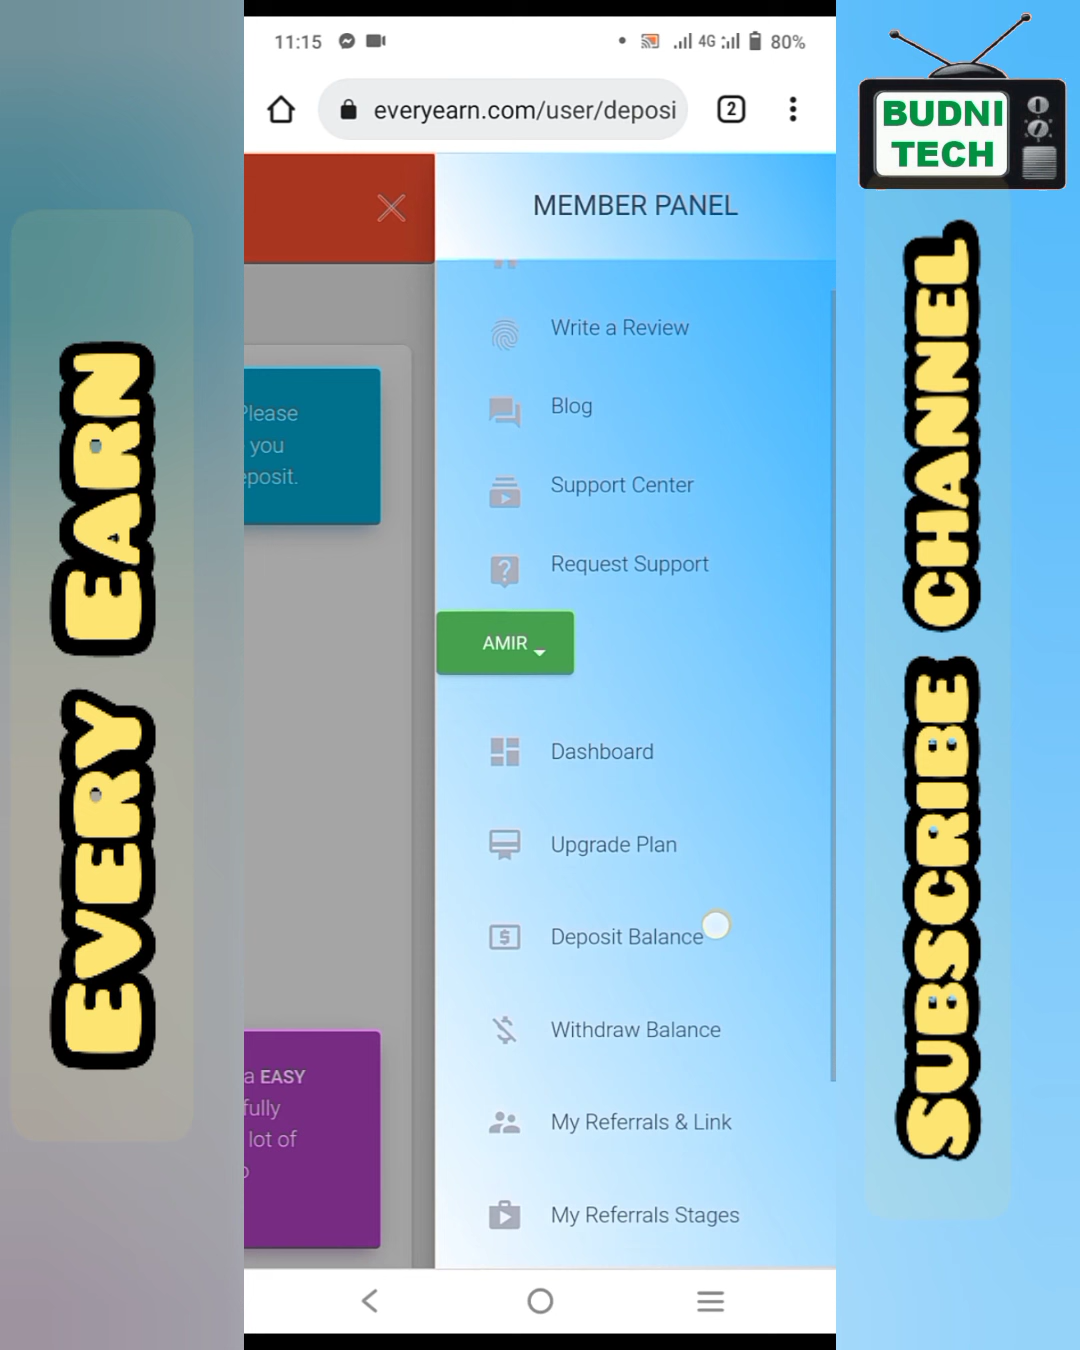 11:15
4G
80%
everyearn.com/user/deposi
2
BUDNI
TECH
MEMBER PANEL
Write a Review
Blog
Support Center
Request Support
AMIR
Dashboard
Upgrade Plan
Deposit Balance
Withdraw Balance
My Referrals & Link
My Referrals Stages
Please
you
eposit.
a EASY
fully
lot of
EVERY EARN
SUBSCRIBE CHANNEL